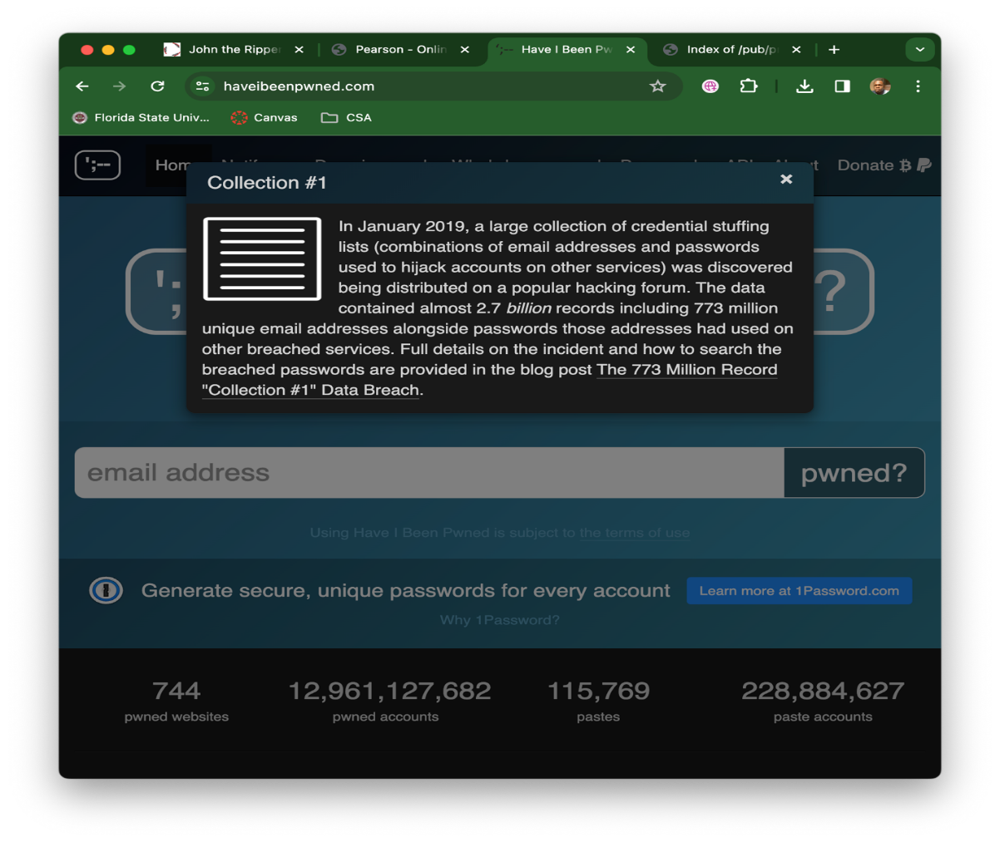 John the Rippe
Pearson - Onlin
Have I Been Pw
Index of /pub/p
haveibeenpwned.com
Florida State Univ...
Canvas
CSA
';--
Donate
Collection #1
In January 2019, a large collection of credential stuffing
lists (combinations of email addresses and passwords
used to hijack accounts on other services) was discovered
being distributed on a popular hacking forum. The data
contained almost 2.7 billion records including 773 million
unique email addresses alongside passwords those addresses had used on
other breached services. Full details on the incident and how to search the
breached passwords are provided in the blog post The 773 Million Record
"Collection #1" Data Breach.
';
?
email address
pwned?
Using Have I Been Pwned is subject to the terms of use
Generate secure, unique passwords for every account
Learn more at 1Password.com
Why 1Password?
744 12,961,127,682 115,769 228,884,627
pwned websites pwned accounts pastes paste accounts